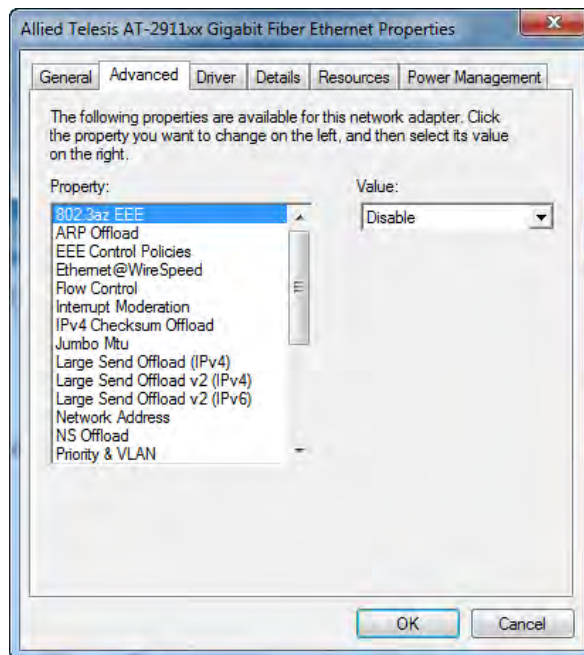 Allied Telesis AT-2911xx Gigabit Fiber Ethernet Properties
General Advanced Driver Details Resources Power Management
The following properties are available for this network adapter. Click
the property you want to change on the left, and then select its value
on the right.
Property:
Value:
802.3az EEE
Disable
ARP Offload
EEE Control Policies
Ethernet@WireSpeed
Flow Control
Interrupt Moderation
IPv4 Checksum Offload
Jumbo Mtu
Large Send Offload (IPv4)
Large Send Offload v2 (IPv4)
Large Send Offload v2 (IPv6)
Network Address
NS Offload
Priority & VLAN
OK Cancel